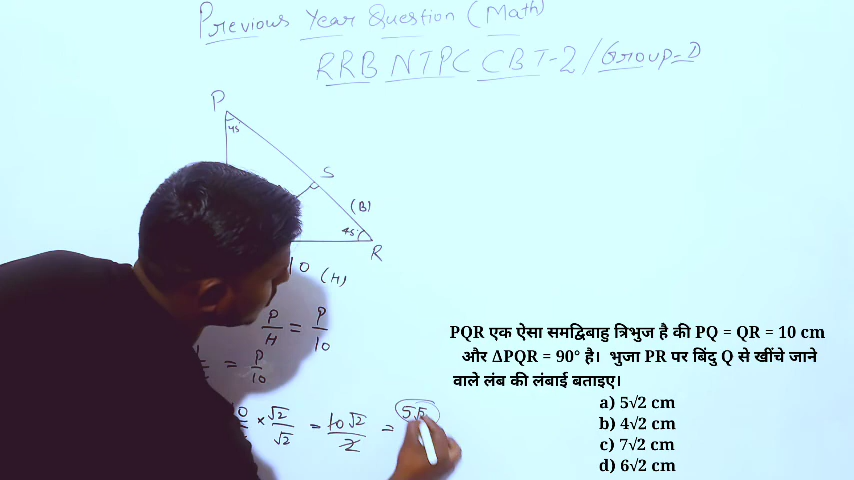 Previous Year Question (Math)
RRB NTPC CBT-2 / Group-D
P
45°
S
(B)
45°
R
10 (H)
P/H = P/10
= P/10
× √2/√2 = 10√2/2 = 5√2
PQR एक ऐसा समद्विबाहु त्रिभुज है की PQ = QR = 10 cm
और ΔPQR = 90° है। भुजा PR पर बिंदु Q से खींचे जाने
वाले लंब की लंबाई बताइए।
a) 5√2 cm
b) 4√2 cm
c) 7√2 cm
d) 6√2 cm